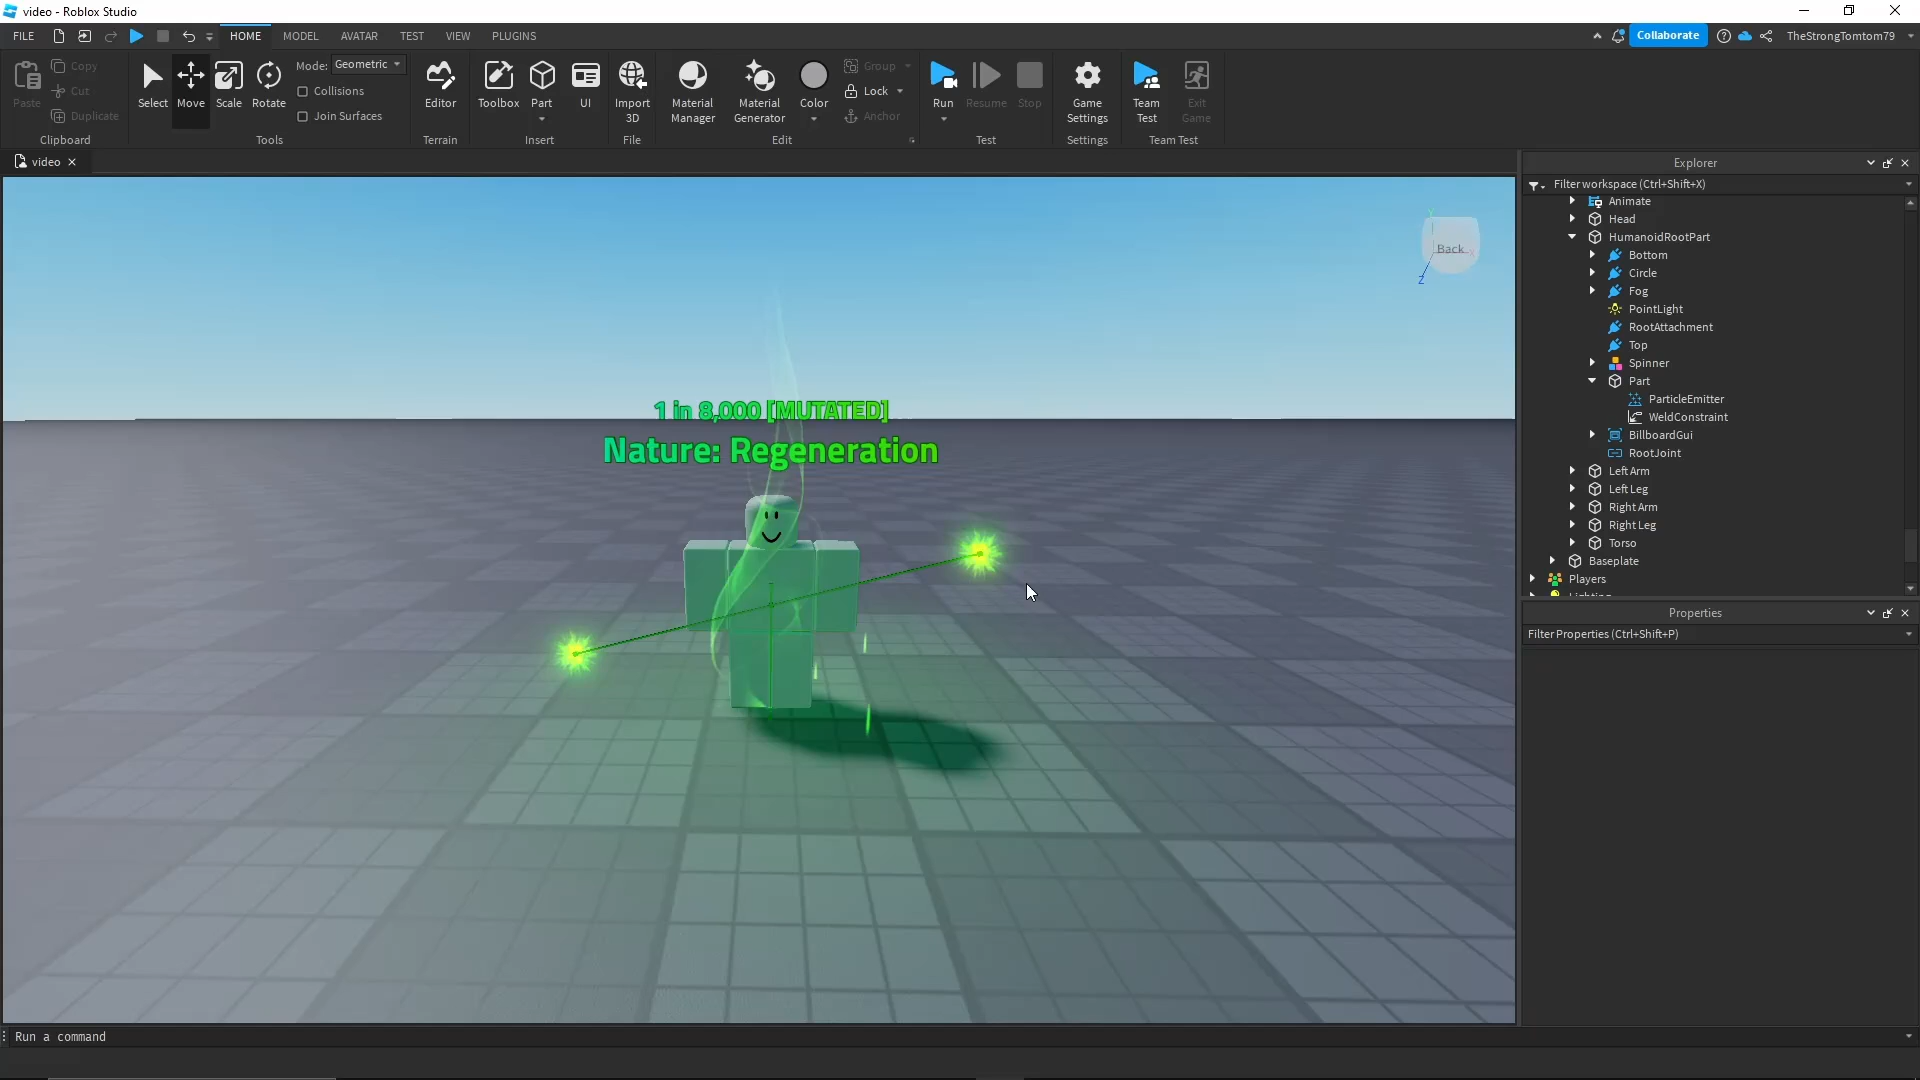 video - Roblox Studio
FILE
HOME
MODEL
AVATAR
TEST
VIEW
PLUGINS
Collaborate
TheStrongTomtom79
Paste
Copy
Cut
Duplicate
Clipboard
Select
Move
Scale
Rotate
Mode: Geometric
Collisions
Join Surfaces
Tools
Editor
Terrain
Toolbox
Part
UI
Insert
Import
3D
File
Material
Manager
Material
Generator
Color
Group
Lock
Anchor
Edit
Run
Resume
Stop
Test
Game
Settings
Settings
Team
Test
Exit
Game
Team Test
video
Back
Y
Z
1 in 8,000 [MUTATED]
Nature: Regeneration
Explorer
Filter workspace (Ctrl+Shift+X)
Animate
Head
HumanoidRootPart
Bottom
Circle
Fog
PointLight
RootAttachment
Top
Spinner
Part
ParticleEmitter
WeldConstraint
BillboardGui
RootJoint
Left Arm
Left Leg
Right Arm
Right Leg
Torso
Baseplate
Players
Lighting
Properties
Filter Properties (Ctrl+Shift+P)
Run a command